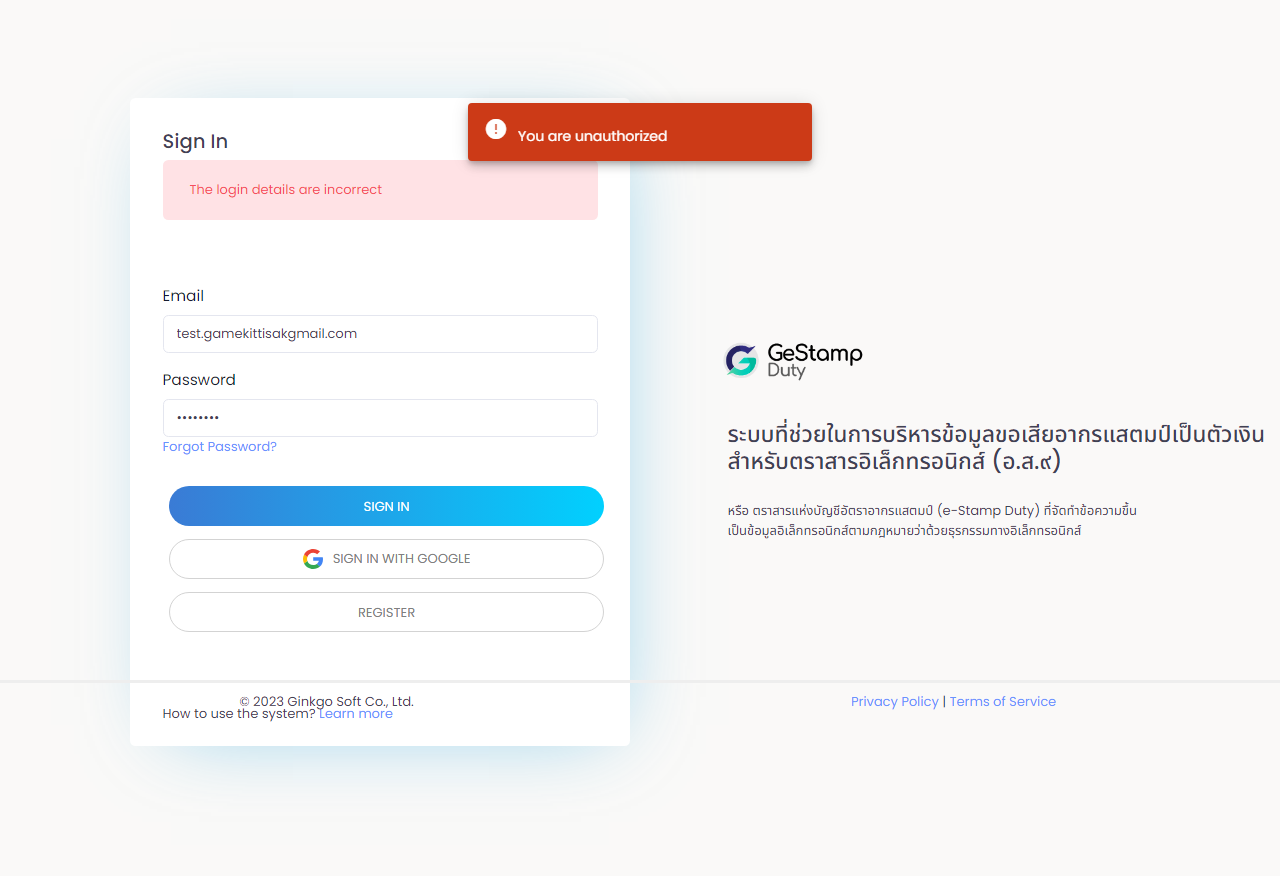 Sign In
You are unauthorized
The login details are incorrect
Email
test.gamekittisakgmail.com
Password
••••••••
Forgot Password?
SIGN IN
SIGN IN WITH GOOGLE
REGISTER
GeStamp
Duty
ระบบที่ช่วยในการบริหารข้อมูลขอเสียอากรแสตมป์เป็นตัวเงิน
สำหรับตราสารอิเล็กทรอนิกส์ (อ.ส.๙)
หรือ ตราสารแห่งบัญชีอัตราอากรแสตมป์ (e-Stamp Duty) ที่จัดทำข้อความขึ้น
เป็นข้อมูลอิเล็กทรอนิกส์ตามกฎหมายว่าด้วยธุรกรรมทางอิเล็กทรอนิกส์
© 2023 Ginkgo Soft Co., Ltd.
How to use the system? Learn more
Privacy Policy | Terms of Service